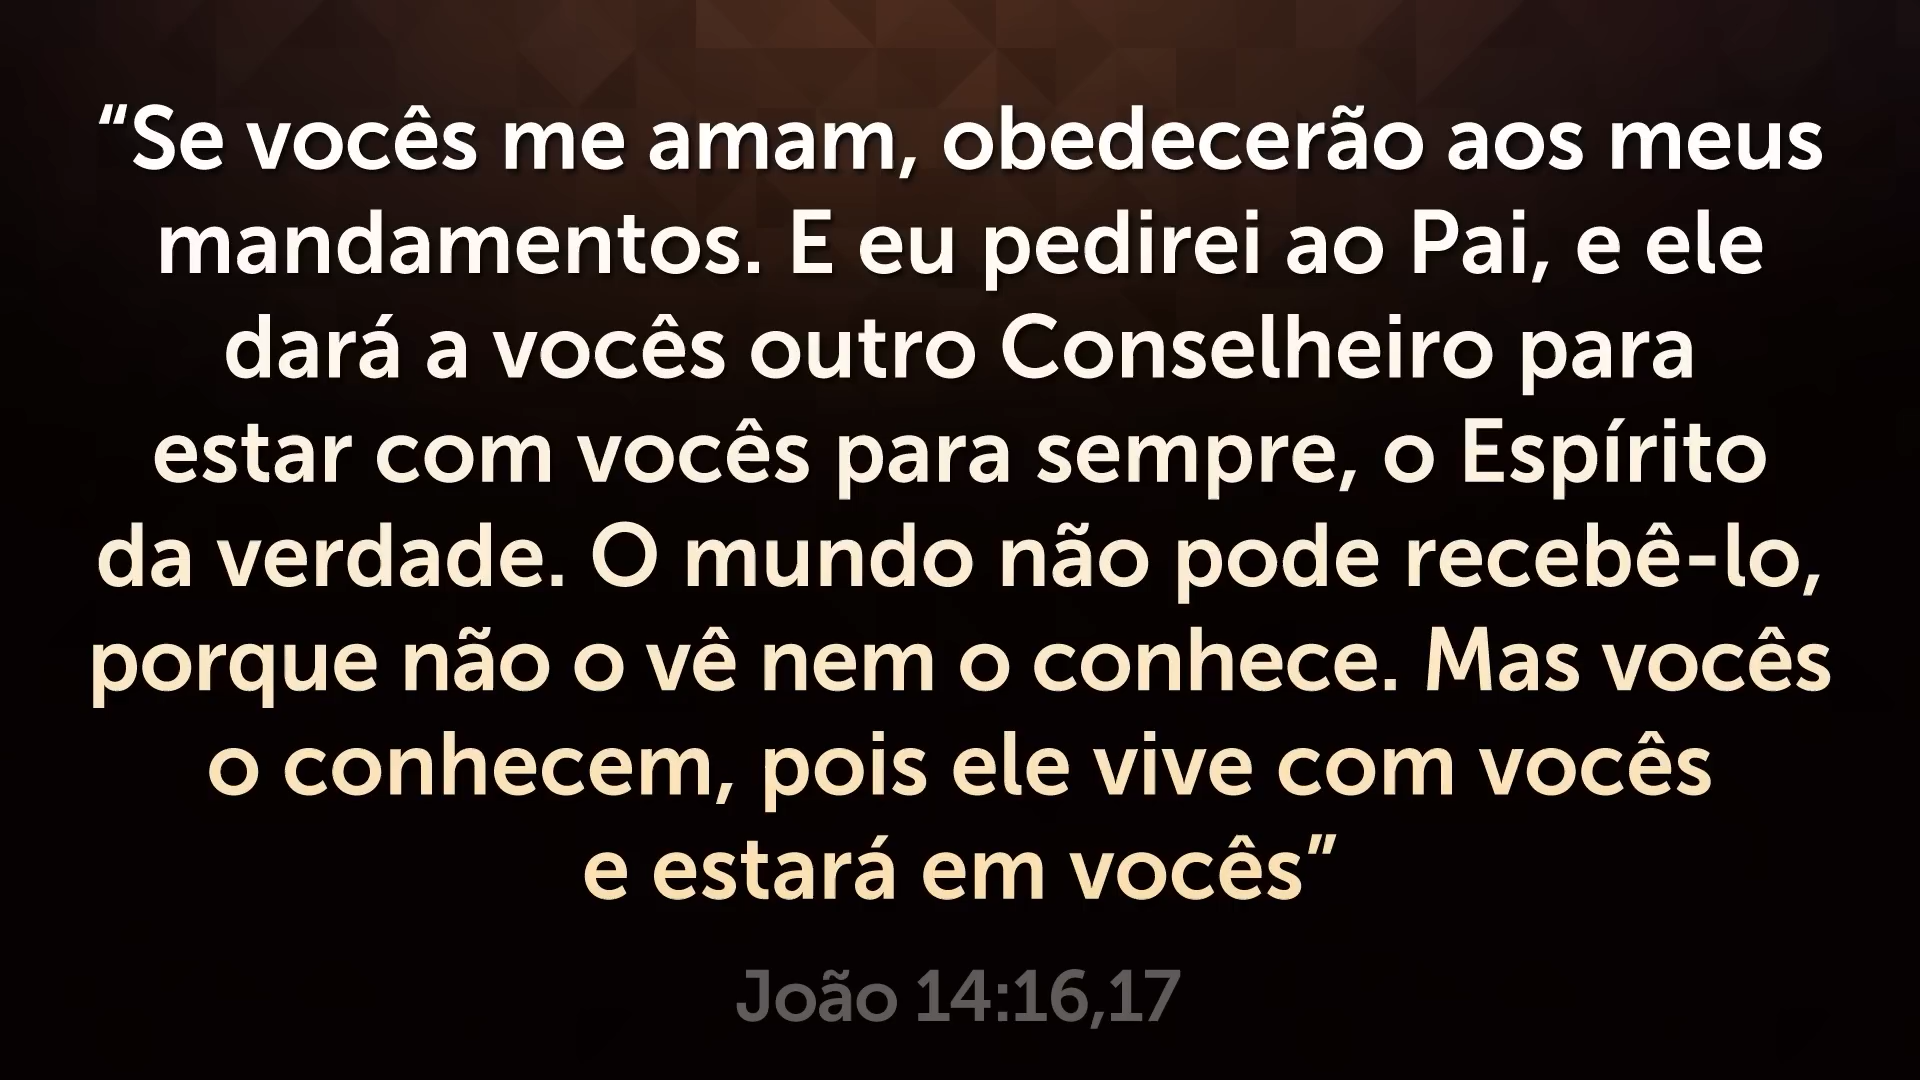 “Se vocês me amam, obedecerão aos meus
mandamentos. E eu pedirei ao Pai, e ele
dará a vocês outro Conselheiro para
estar com vocês para sempre, o Espírito
da verdade. O mundo não pode recebê-lo,
porque não o vê nem o conhece. Mas vocês
o conhecem, pois ele vive com vocês
e estará em vocês”
João 14:16,17